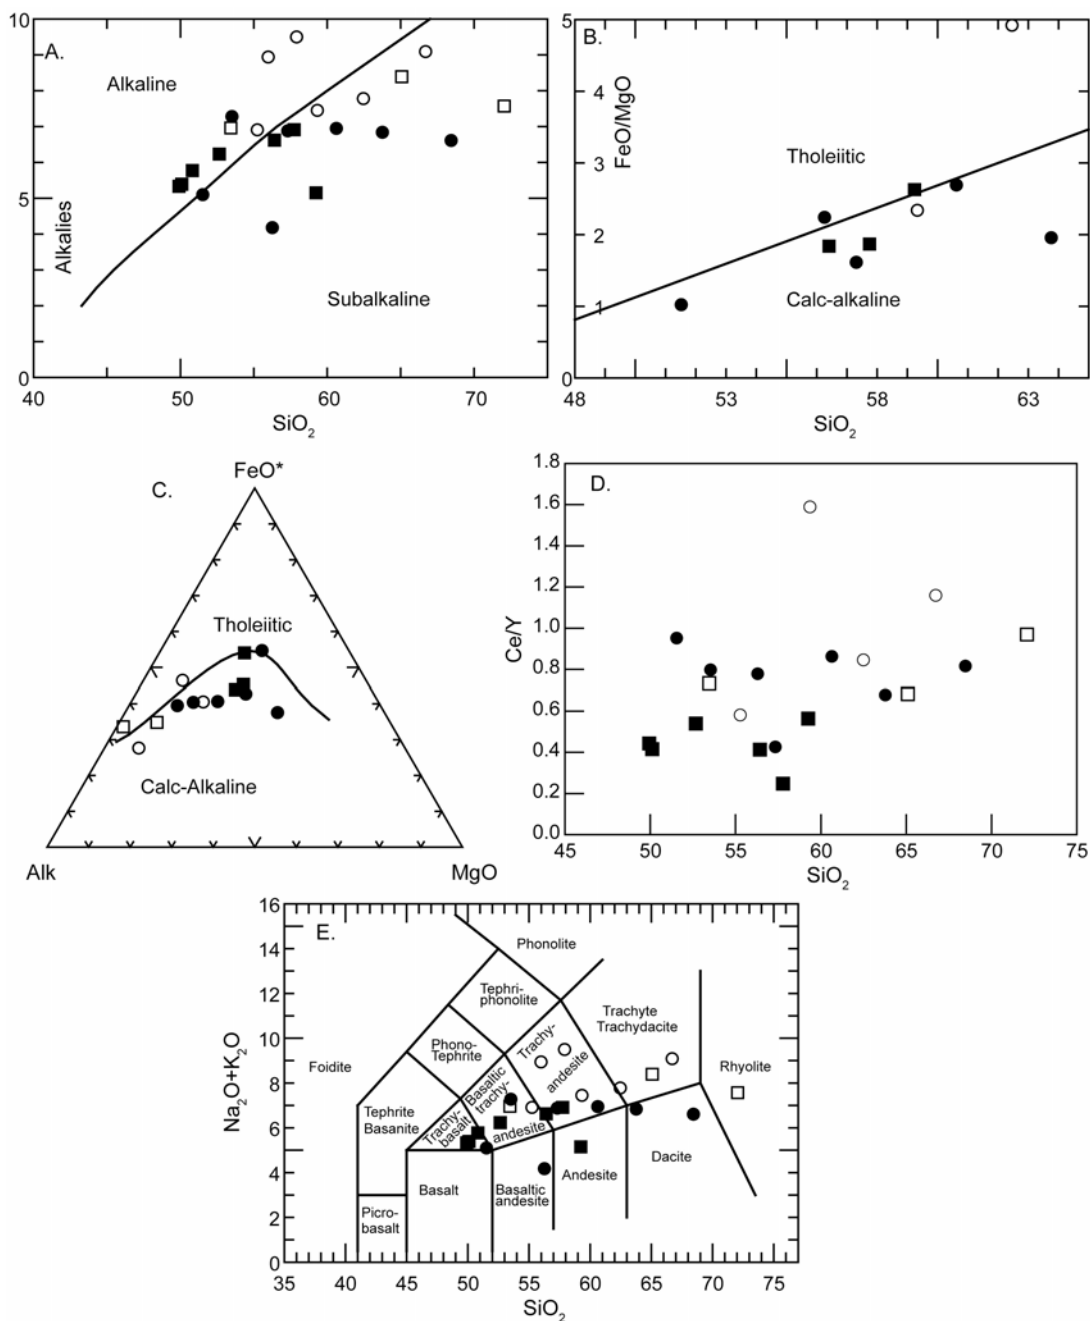 A.
10
5
0
Alkalies
Alkaline
Subalkaline
40
50
60
70
SiO₂
B.
5
4
3
2
1
0
FeO/MgO
Tholeiitic
Calc-alkaline
48
53
58
63
SiO₂
C.
FeO*
Tholeiitic
Calc-Alkaline
Alk
MgO
D.
1.8
1.6
1.4
1.2
1.0
0.8
0.6
0.4
0.2
0.0
Ce/Y
45
50
55
60
65
70
75
SiO₂
E.
16
14
12
10
8
6
4
2
0
Na₂O+K₂O
Phonolite
Tephri-
phonolite
Trachyte
Trachydacite
Phono-
Tephrite
Trachy-
andesite
Foidite
Rhyolite
Basaltic
trachy-
andesite
Tephrite
Basanite
Trachy-
basalt
Dacite
Andesite
Basalt
Basaltic
andesite
Picro-
basalt
35
40
45
50
55
60
65
70
75
SiO₂